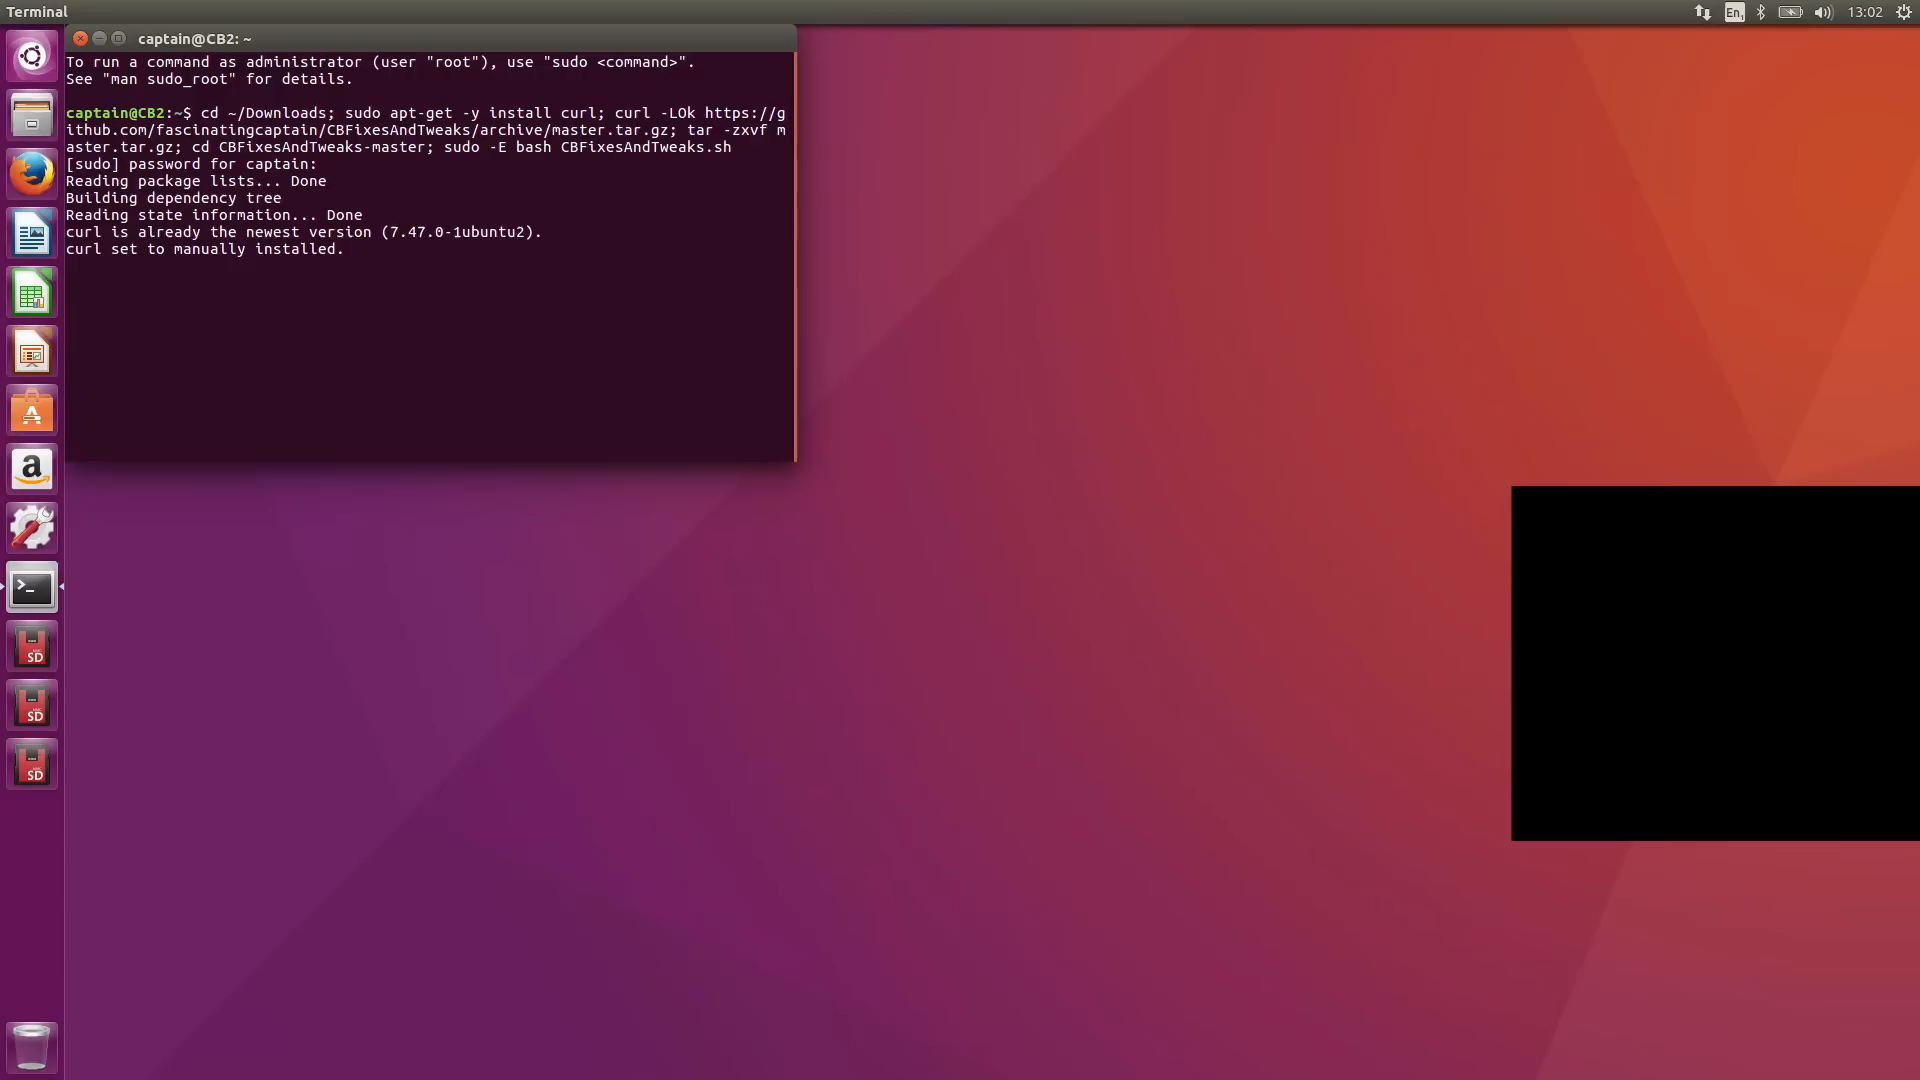 Terminal
En
13:02
captain@CB2: ~
To run a command as administrator (user "root"), use "sudo <command>".
See "man sudo_root" for details.
captain@CB2:~$ cd ~/Downloads; sudo apt-get -y install curl; curl -LOk https://g
ithub.com/fascinatingcaptain/CBFixesAndTweaks/archive/master.tar.gz; tar -zxvf m
aster.tar.gz; cd CBFixesAndTweaks-master; sudo -E bash CBFixesAndTweaks.sh
[sudo] password for captain:
Reading package lists... Done
Building dependency tree
Reading state information... Done
curl is already the newest version (7.47.0-1ubuntu2).
curl set to manually installed.
A
a
>_
SD
SD
SD